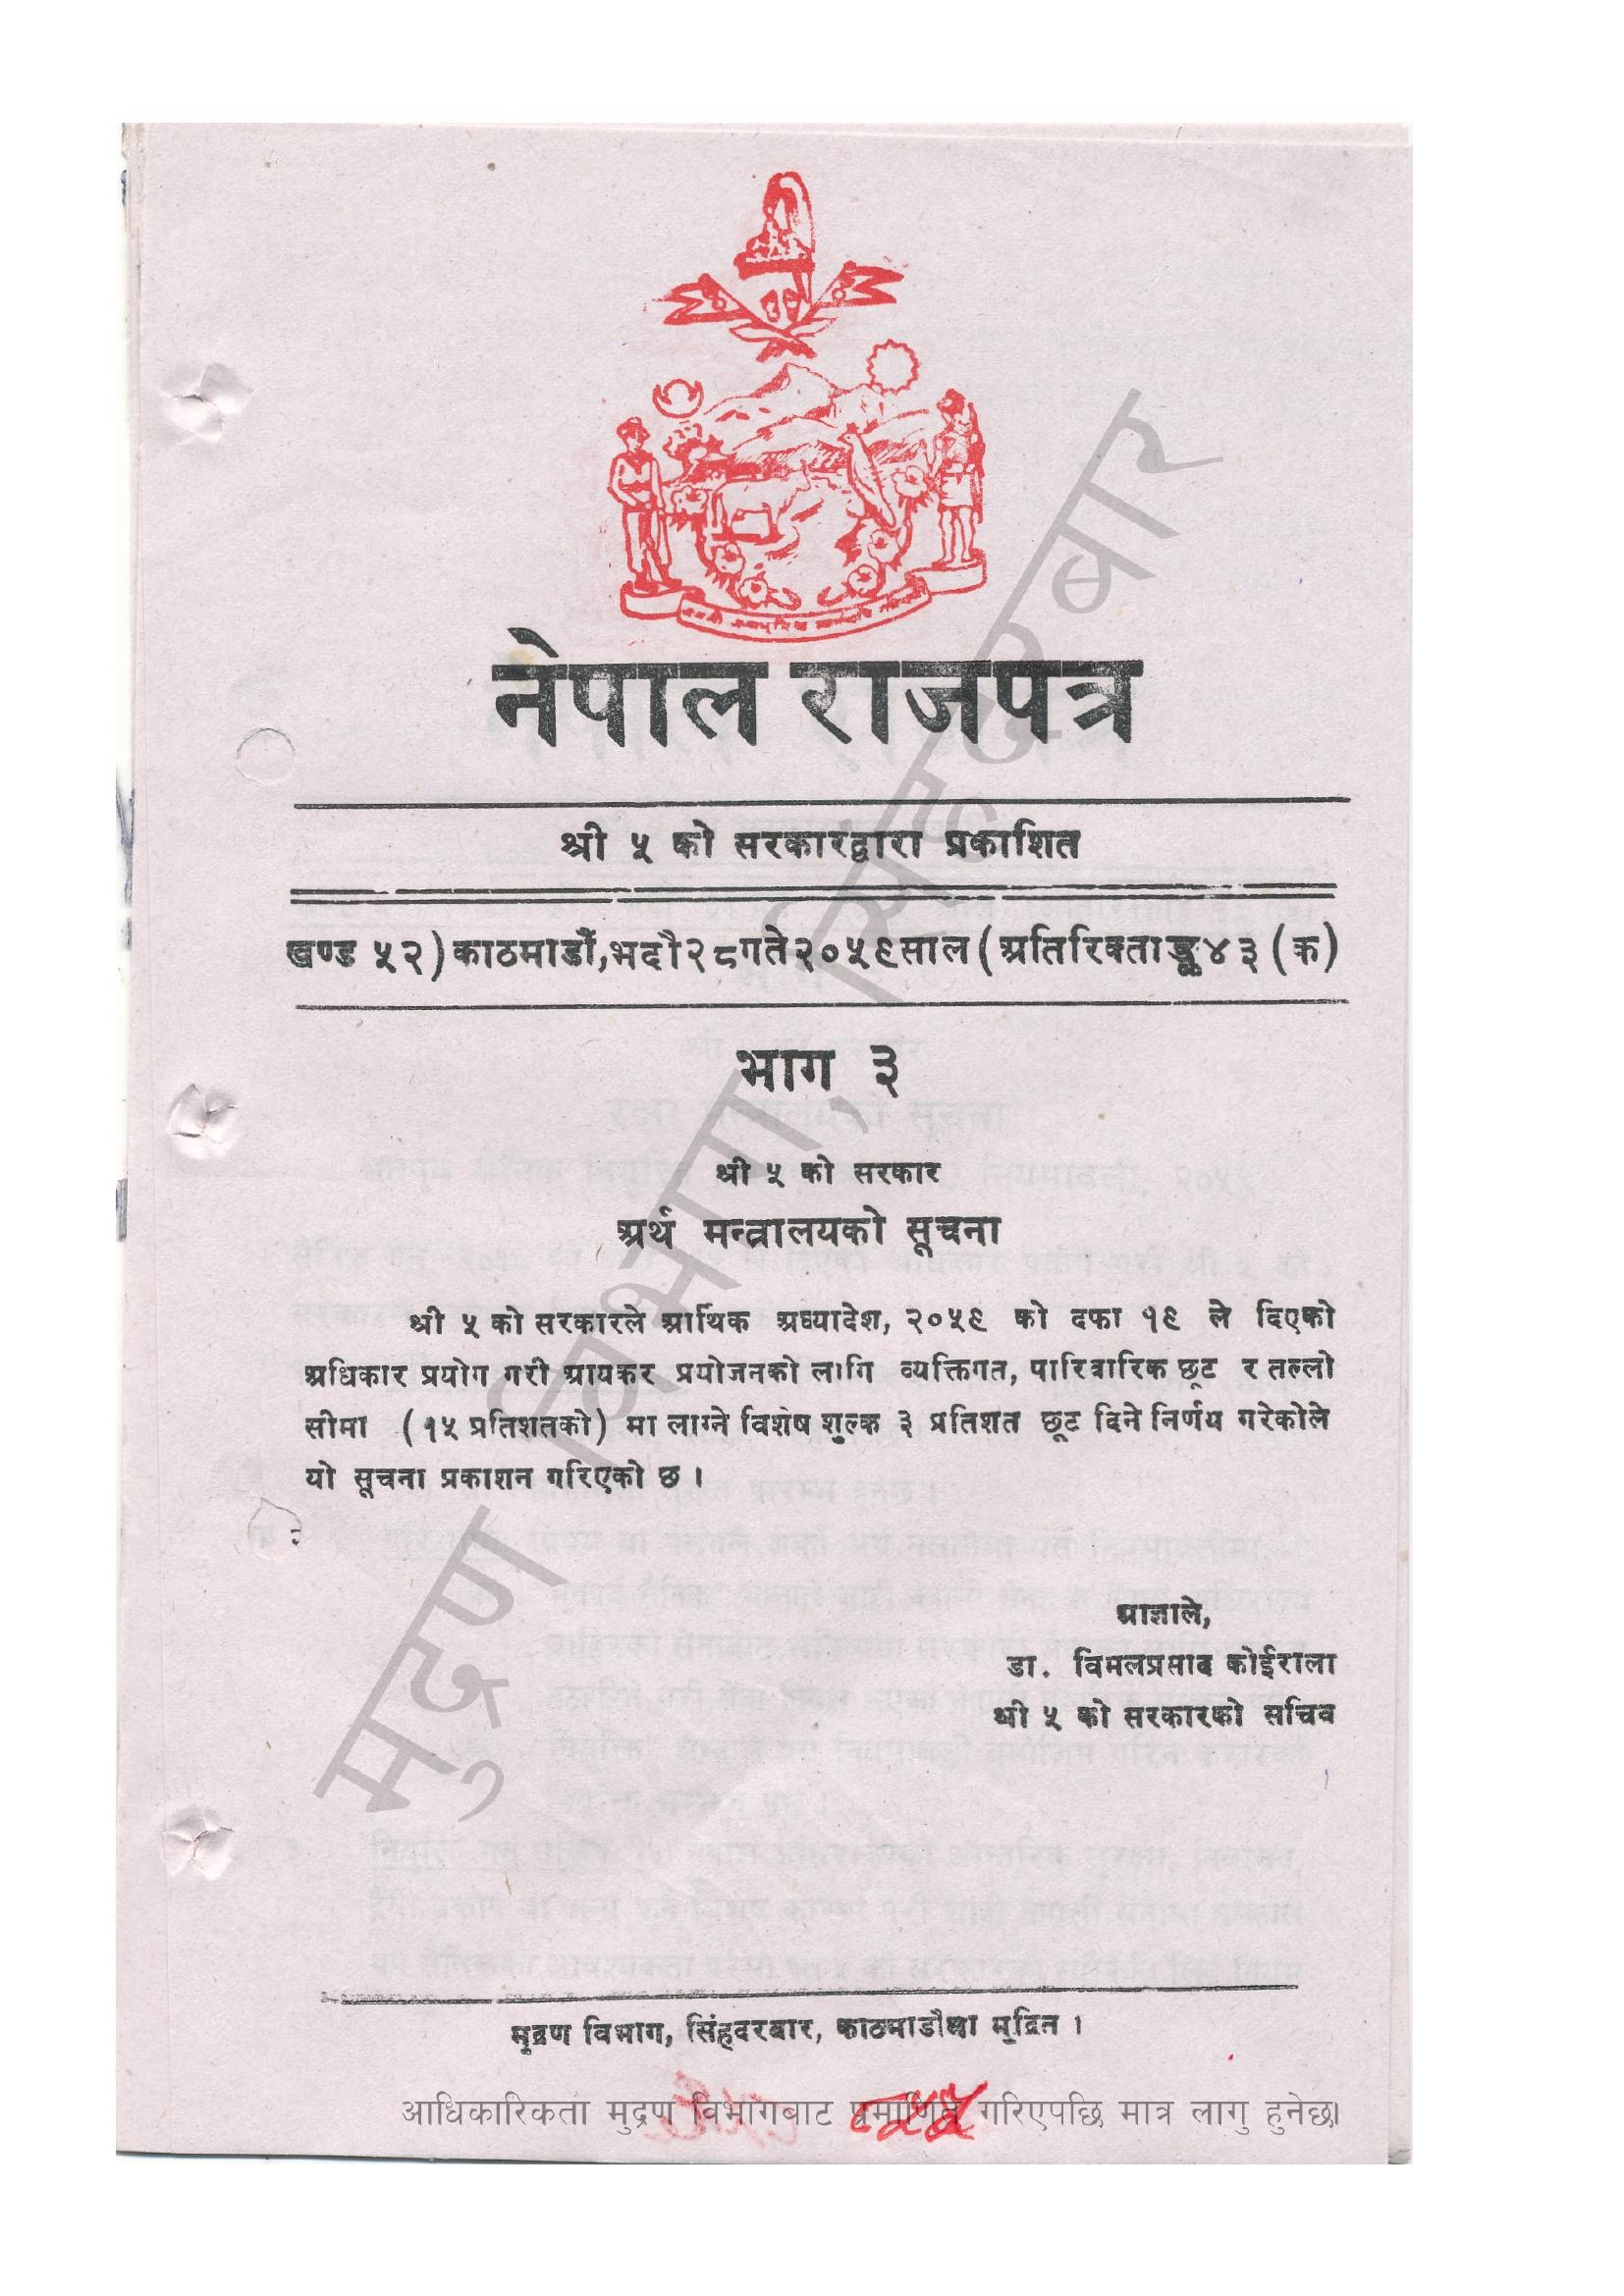 नेपाल राजपत्र
श्री ५ को सरकारद्वारा प्रकाशित
खण्ड ५२) काठमाडौं, भदौ २८ गते २०५९ साल (अतिरिक्ताङ्क ४३ (क)
भाग ३
श्री ५ को सरकार
अर्थ मन्त्रालयको सूचना
श्री ५ को सरकारले आर्थिक अध्यादेश, २०५९ को दफा १९ ले दिएको
अधिकार प्रयोग गरी आयकर प्रयोजनको लागि व्यक्तिगत, पारिवारिक छूट र तल्लो
सीमा (१५ प्रतिशतको) मा लाग्ने विशेष शुल्क ३ प्रतिशत छूट दिने निर्णय गरेकोले
यो सूचना प्रकाशन गरिएको छ ।
आज्ञाले,
डा. विमलप्रसाद कोईराला
श्री ५ को सरकारको सचिव
मुद्रण विभाग, सिंहदरबार
मुद्रण विभाग, सिंहदरबार, काठमाडौंमा मुद्रित ।
आधिकारिकता मुद्रण विभागबाट प्रमाणित गरिएपछि मात्र लागु हुनेछ।